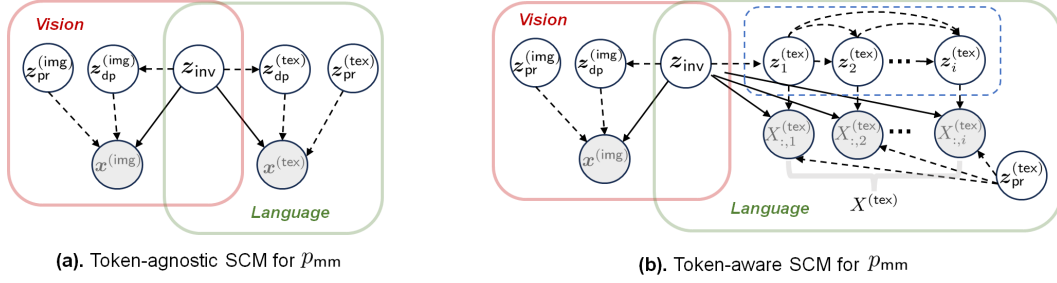 Vision
z_pr^(img) z_dp^(img) z_inv z_dp^(tex) z_pr^(tex)
x^(img) x^(tex)
Language
(a). Token-agnostic SCM for p_mm
Vision
z_pr^(img) z_dp^(img) z_inv z_1^(tex) z_2^(tex) ••• z_i^(tex)
x^(img) X_{:,1}^(tex) X_{:,2}^(tex) ••• X_{:,i}^(tex)
z_pr^(tex)
X^(tex)
Language
(b). Token-aware SCM for p_mm